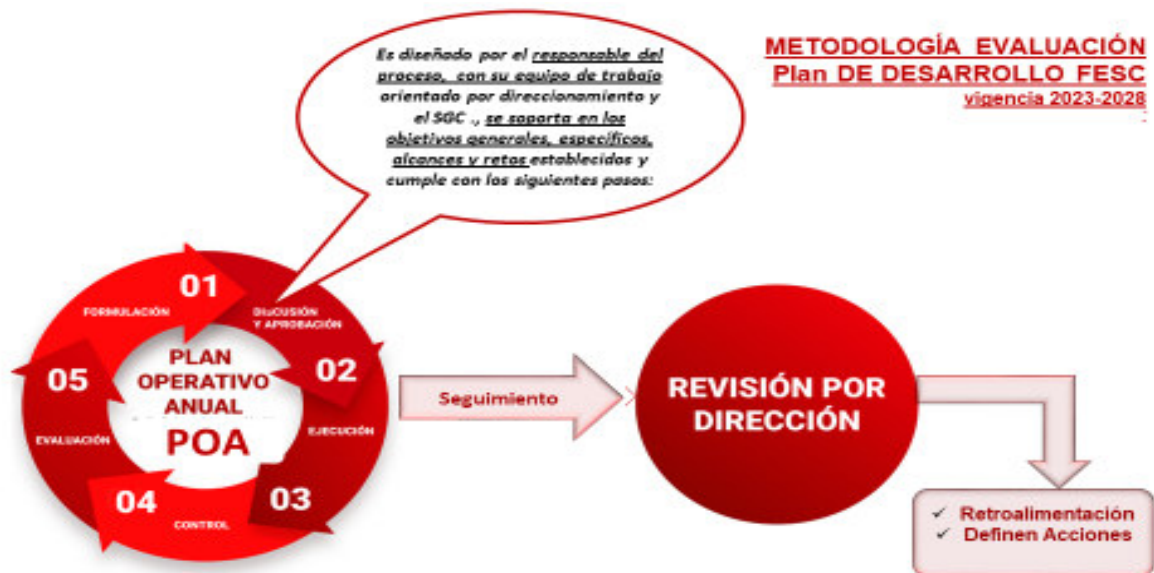 METODOLOGÍA EVALUACIÓN
Plan DE DESARROLLO FESC
vigencia 2023-2028
Es diseñado por el responsable del
proceso, con su equipo de trabajo
orientado por direccionamiento y
el SGC ., se soporta en los
objetivos generales, específicos,
alcances y retos establecidos y
cumple con los siguientes pasos:
01
FORMULACIÓN
DISCUSIÓN
Y APROBACIÓN
02
EJECUCIÓN
03
CONTROL
04
EVALUACIÓN
05
PLAN
OPERATIVO
ANUAL
POA
Seguimiento
REVISIÓN POR
DIRECCIÓN
✓ Retroalimentación
✓ Definen Acciones